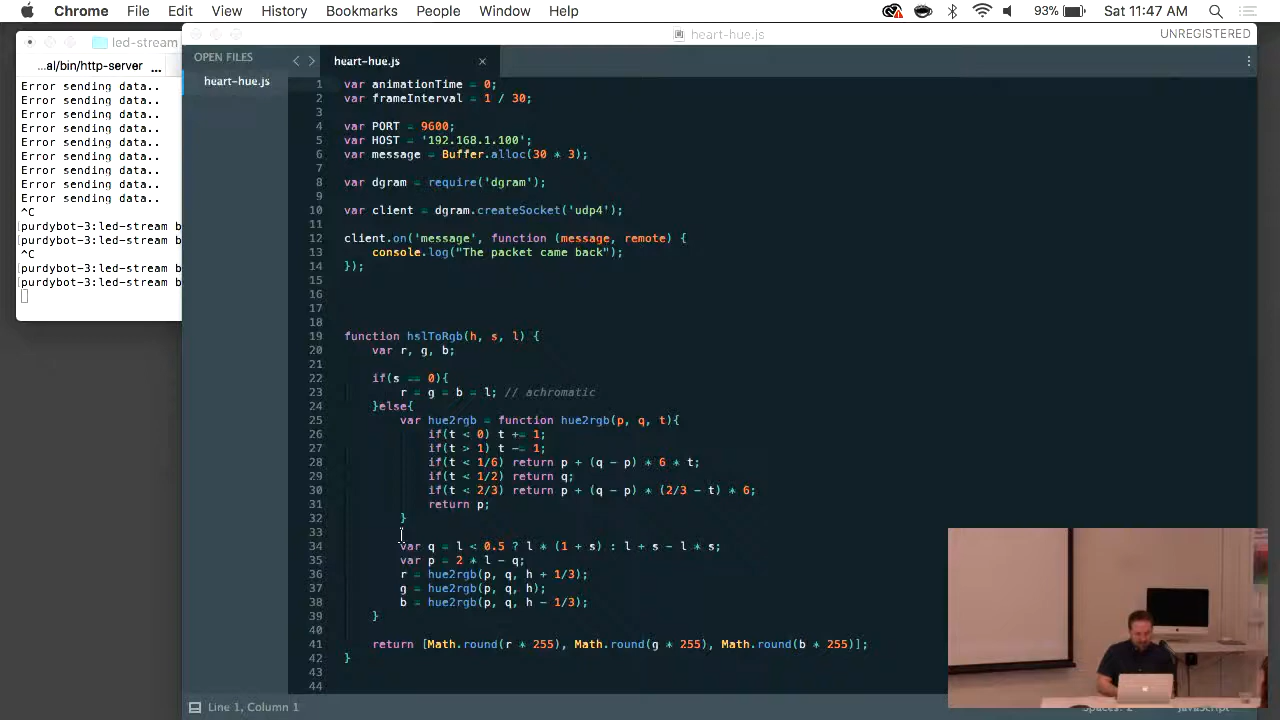 Chrome File Edit View History Bookmarks People Window Help 93% Sat 11:47 AM
led-stream
...al/bin/http-server ...
Error sending data..
Error sending data..
Error sending data..
Error sending data..
Error sending data..
Error sending data..
Error sending data..
Error sending data..
Error sending data..
^C
[purdybot-3:led-stream b
[purdybot-3:led-stream b
^C
[purdybot-3:led-stream b
[purdybot-3:led-stream b
heart-hue.js
UNREGISTERED
OPEN FILES
heart-hue.js
heart-hue.js ×
1 var animationTime = 0;
2 var frameInterval = 1 / 30;
3
4 var PORT = 9600;
5 var HOST = '192.168.1.100';
6 var message = Buffer.alloc(30 * 3);
7
8 var dgram = require('dgram');
9
10 var client = dgram.createSocket('udp4');
11
12 client.on('message', function (message, remote) {
13 console.log("The packet came back");
14 });
15
16
17
18
19 function hslToRgb(h, s, l) {
20 var r, g, b;
21
22 if(s == 0){
23 r = g = b = l; // achromatic
24 }else{
25 var hue2rgb = function hue2rgb(p, q, t){
26 if(t < 0) t += 1;
27 if(t > 1) t -= 1;
28 if(t < 1/6) return p + (q - p) * 6 * t;
29 if(t < 1/2) return q;
30 if(t < 2/3) return p + (q - p) * (2/3 - t) * 6;
31 return p;
32 }
33
34 var q = l < 0.5 ? l * (1 + s) : l + s - l * s;
35 var p = 2 * l - q;
36 r = hue2rgb(p, q, h + 1/3);
37 g = hue2rgb(p, q, h);
38 b = hue2rgb(p, q, h - 1/3);
39 }
40
41 return [Math.round(r * 255), Math.round(g * 255), Math.round(b * 255)];
42 }
43
44
Line 1, Column 1
Spaces: 2 JavaScript